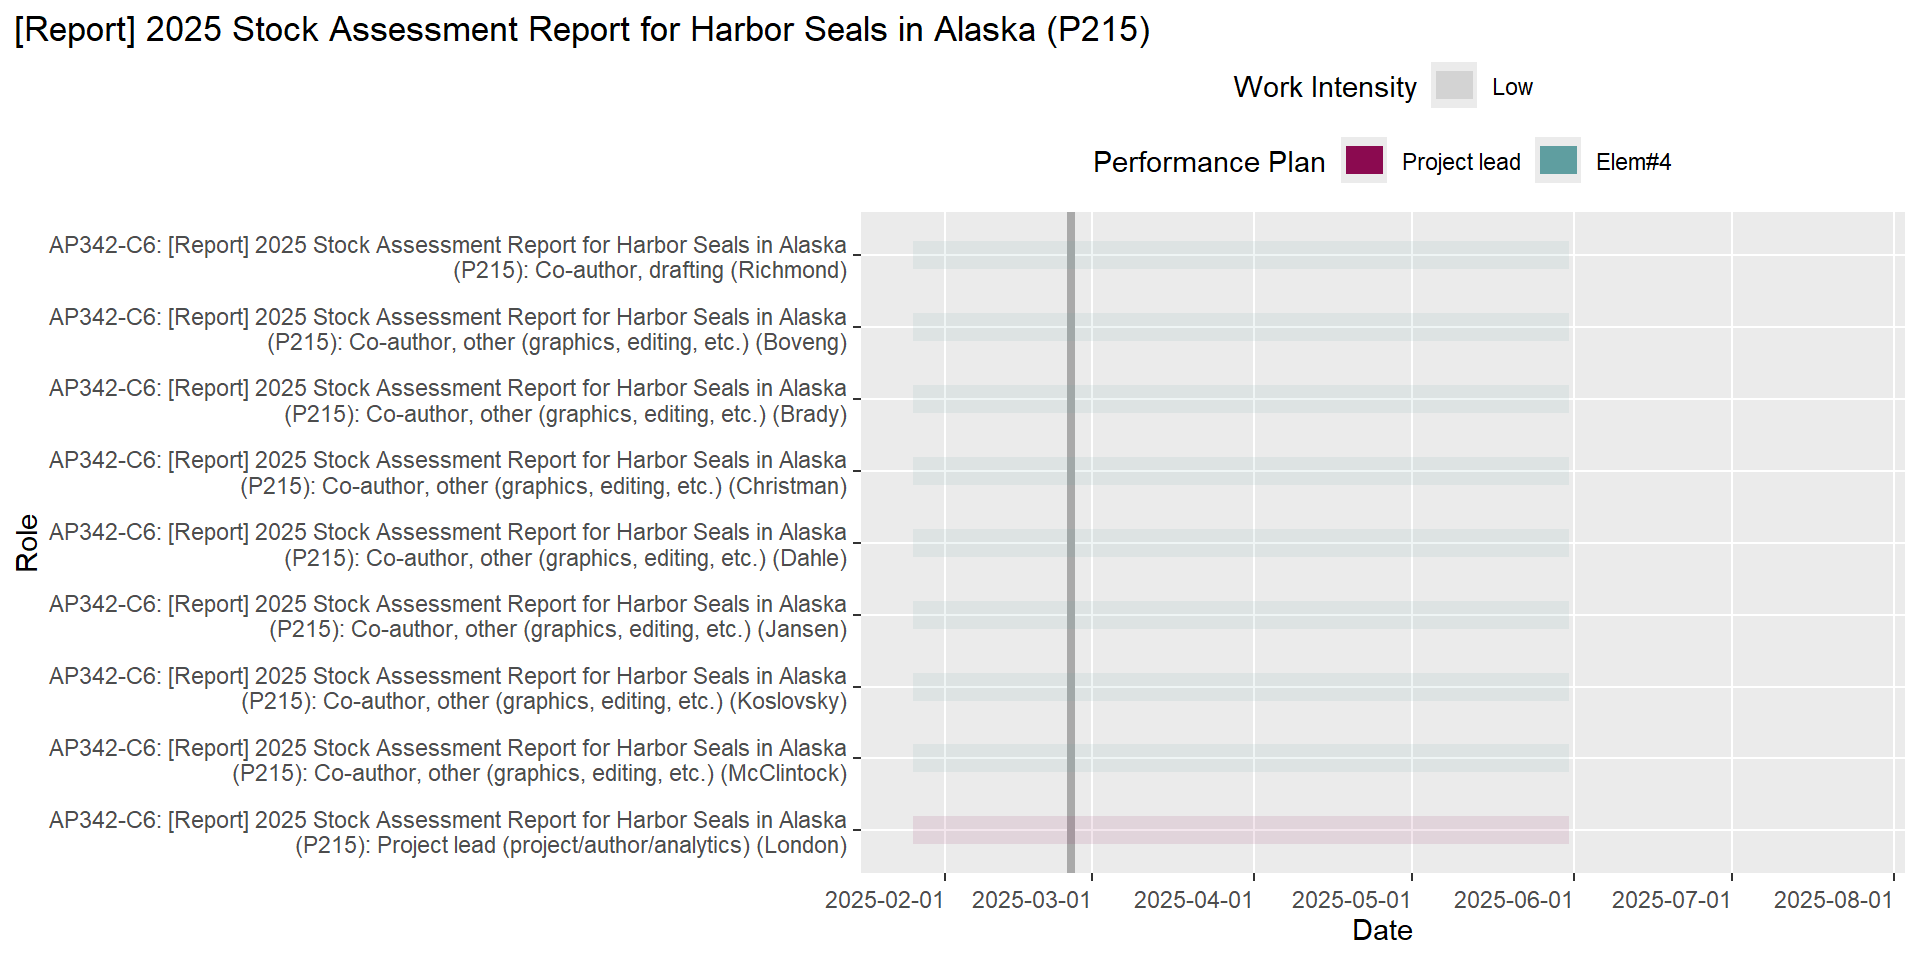 [Report] 2025 Stock Assessment Report for Harbor Seals in Alaska (P215)
Work Intensity Low
Performance Plan Project lead Elem#4
AP342-C6: [Report] 2025 Stock Assessment Report for Harbor Seals in Alaska
(P215): Co-author, drafting (Richmond)
AP342-C6: [Report] 2025 Stock Assessment Report for Harbor Seals in Alaska
(P215): Co-author, other (graphics, editing, etc.) (Boveng)
AP342-C6: [Report] 2025 Stock Assessment Report for Harbor Seals in Alaska
(P215): Co-author, other (graphics, editing, etc.) (Brady)
AP342-C6: [Report] 2025 Stock Assessment Report for Harbor Seals in Alaska
(P215): Co-author, other (graphics, editing, etc.) (Christman)
AP342-C6: [Report] 2025 Stock Assessment Report for Harbor Seals in Alaska
(P215): Co-author, other (graphics, editing, etc.) (Dahle)
AP342-C6: [Report] 2025 Stock Assessment Report for Harbor Seals in Alaska
(P215): Co-author, other (graphics, editing, etc.) (Jansen)
AP342-C6: [Report] 2025 Stock Assessment Report for Harbor Seals in Alaska
(P215): Co-author, other (graphics, editing, etc.) (Koslovsky)
AP342-C6: [Report] 2025 Stock Assessment Report for Harbor Seals in Alaska
(P215): Co-author, other (graphics, editing, etc.) (McClintock)
AP342-C6: [Report] 2025 Stock Assessment Report for Harbor Seals in Alaska
(P215): Project lead (project/author/analytics) (London)
Role
2025-02-01 2025-03-01 2025-04-01 2025-05-01 2025-06-01 2025-07-01 2025-08-01
Date